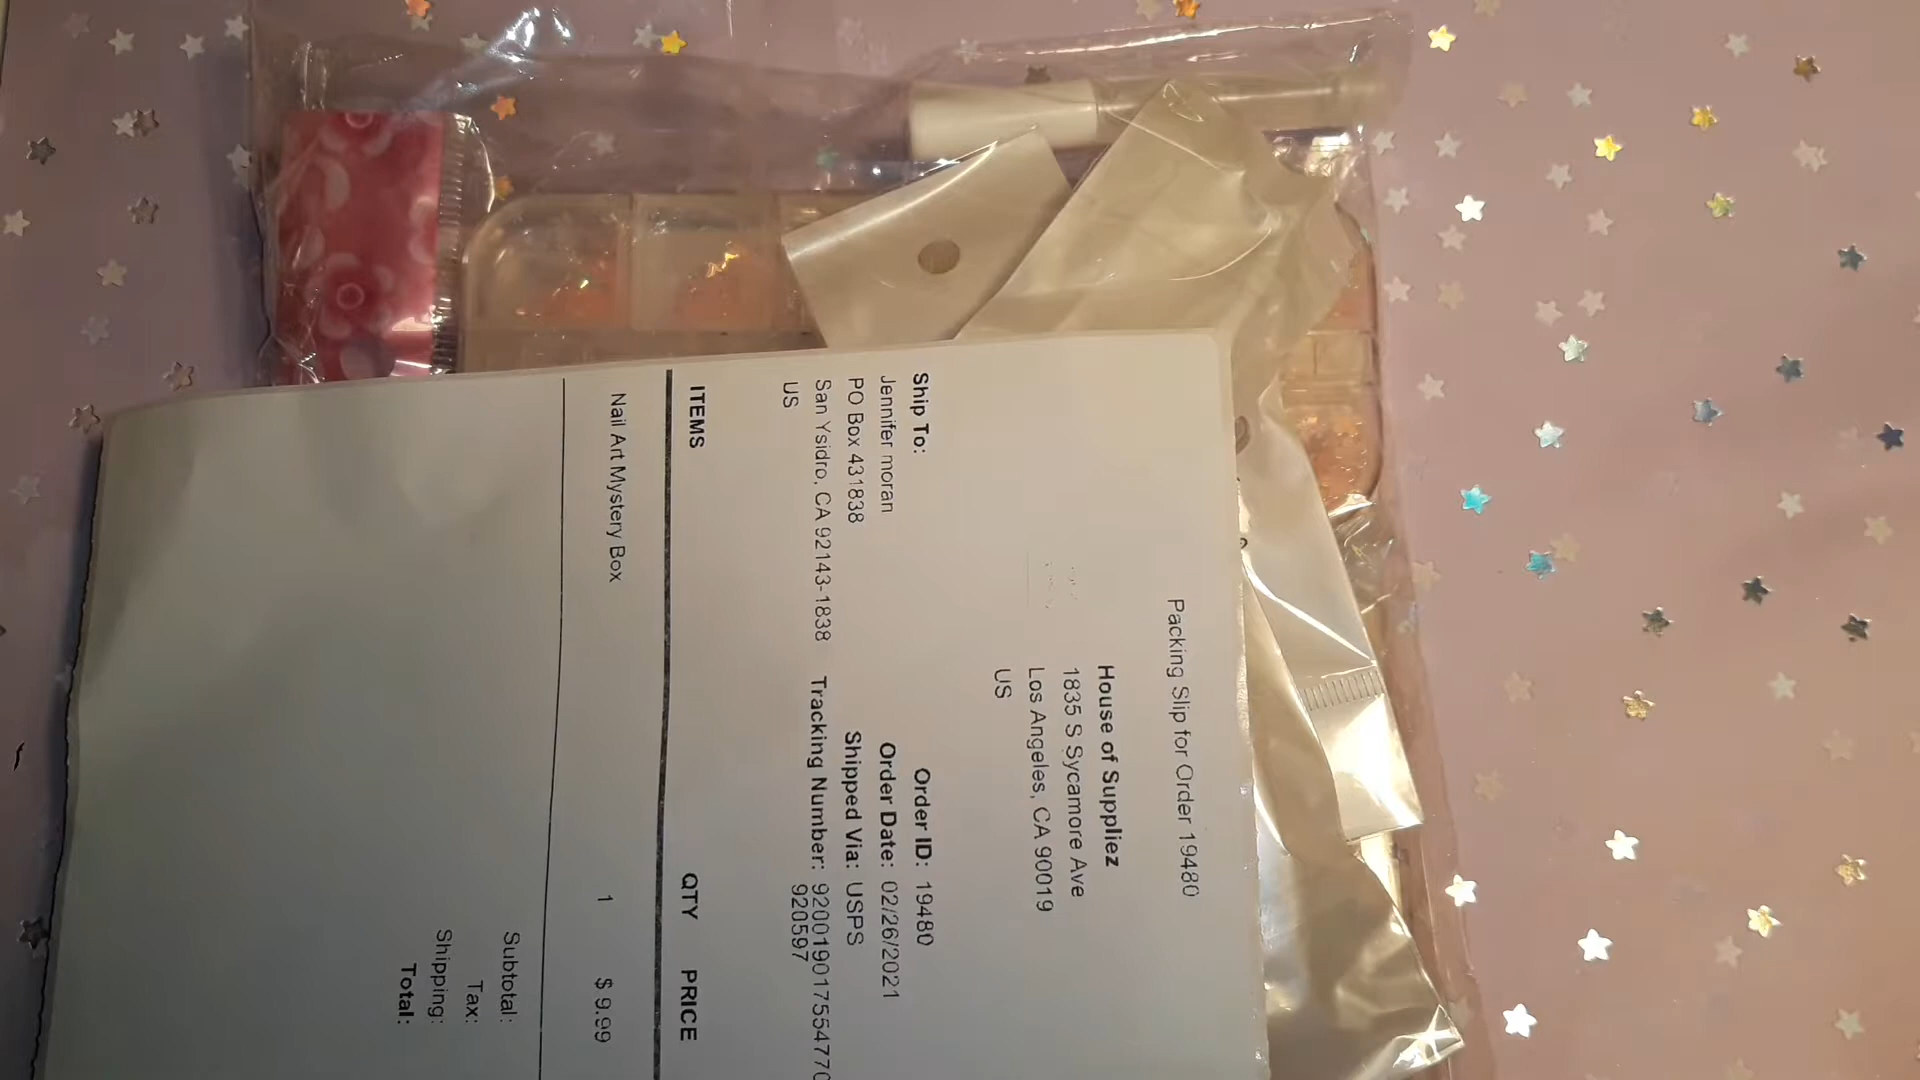 Packing Slip for Order 19480
House of Suppliez
1835 S Sycamore Ave
Los Angeles, CA 90019
US
Ship To:
Jennifer moran
PO Box 431838
San Ysidro, CA 92143-1838
US
Order ID: 19480
Order Date: 02/26/2021
Shipped Via: USPS
Tracking Number: 92001901755477
920597
ITEMS QTY PRICE
Nail Art Mystery Box 1 $ 9.99
Subtotal:
Tax:
Shipping:
Total: